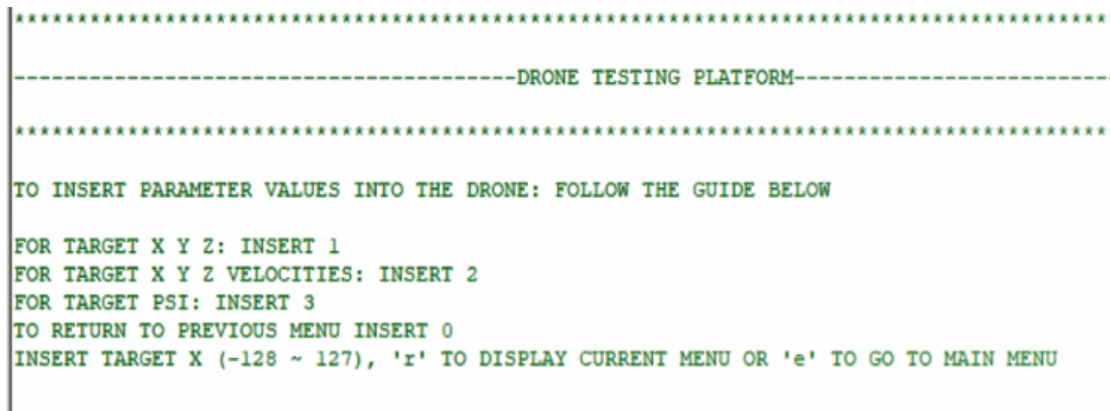 ****************************************************************************************
----------------------------------------DRONE TESTING PLATFORM-------------------------
****************************************************************************************
TO INSERT PARAMETER VALUES INTO THE DRONE: FOLLOW THE GUIDE BELOW
FOR TARGET X Y Z: INSERT 1
FOR TARGET X Y Z VELOCITIES: INSERT 2
FOR TARGET PSI: INSERT 3
TO RETURN TO PREVIOUS MENU INSERT 0
INSERT TARGET X (-128 ~ 127), 'r' TO DISPLAY CURRENT MENU OR 'e' TO GO TO MAIN MENU